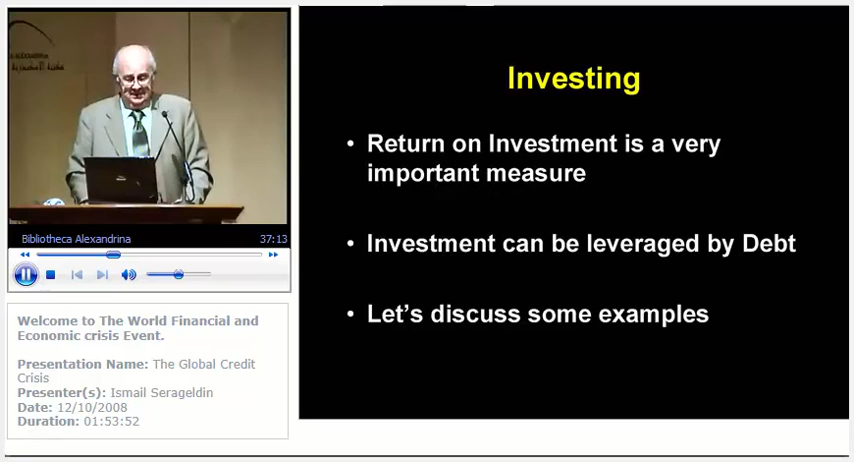 Bibliotheca Alexandrina 37:13
Welcome to The World Financial and
Economic crisis Event.
Presentation Name: The Global Credit
Crisis
Presenter(s): Ismail Serageldin
Date: 12/10/2008
Duration: 01:53:52
Investing
• Return on Investment is a very
important measure
• Investment can be leveraged by Debt
• Let's discuss some examples